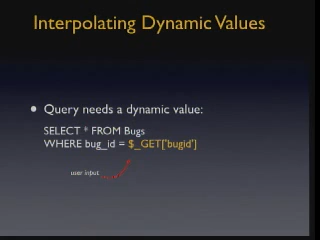 Interpolating Dynamic Values
• Query needs a dynamic value:
SELECT * FROM Bugs
WHERE bug_id = $_GET['bugid']
user input